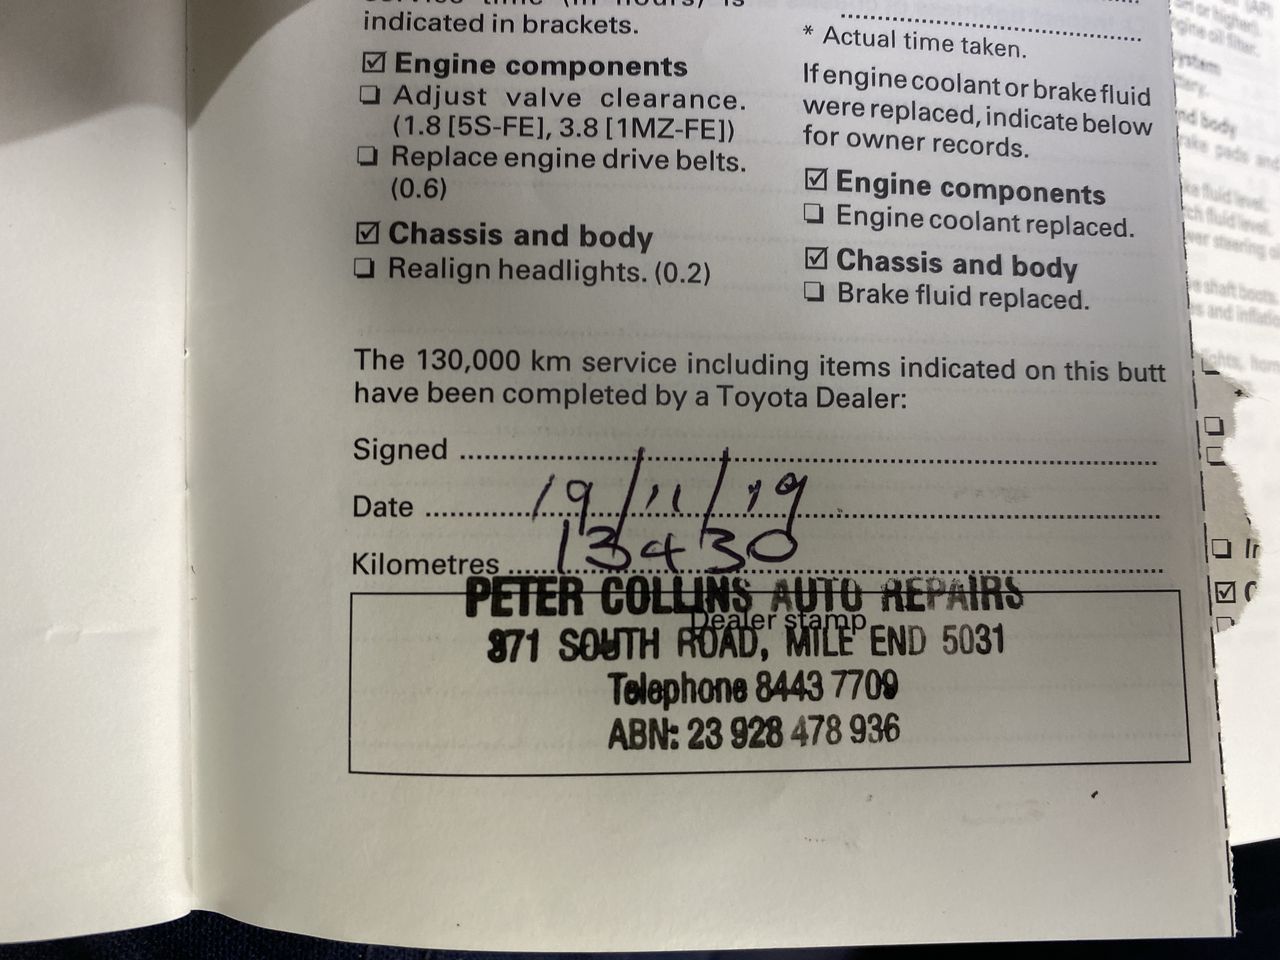 indicated in brackets.
☑ Engine components
❏ Adjust valve clearance.
(1.8 [5S-FE], 3.8 [1MZ-FE])
❏ Replace engine drive belts.
(0.6)
☑ Chassis and body
❏ Realign headlights. (0.2)
* Actual time taken.
If engine coolant or brake fluid
were replaced, indicate below
for owner records.
☑ Engine components
❏ Engine coolant replaced.
☑ Chassis and body
❏ Brake fluid replaced.
The 130,000 km service including items indicated on this butt
have been completed by a Toyota Dealer:
Signed
Date 19/11/19
Kilometres 13430
PETER COLLINS AUTO REPAIRS
Dealer stamp
371 SOUTH ROAD, MILE END 5031
Telephone 8443 7709
ABN: 23 928 478 936